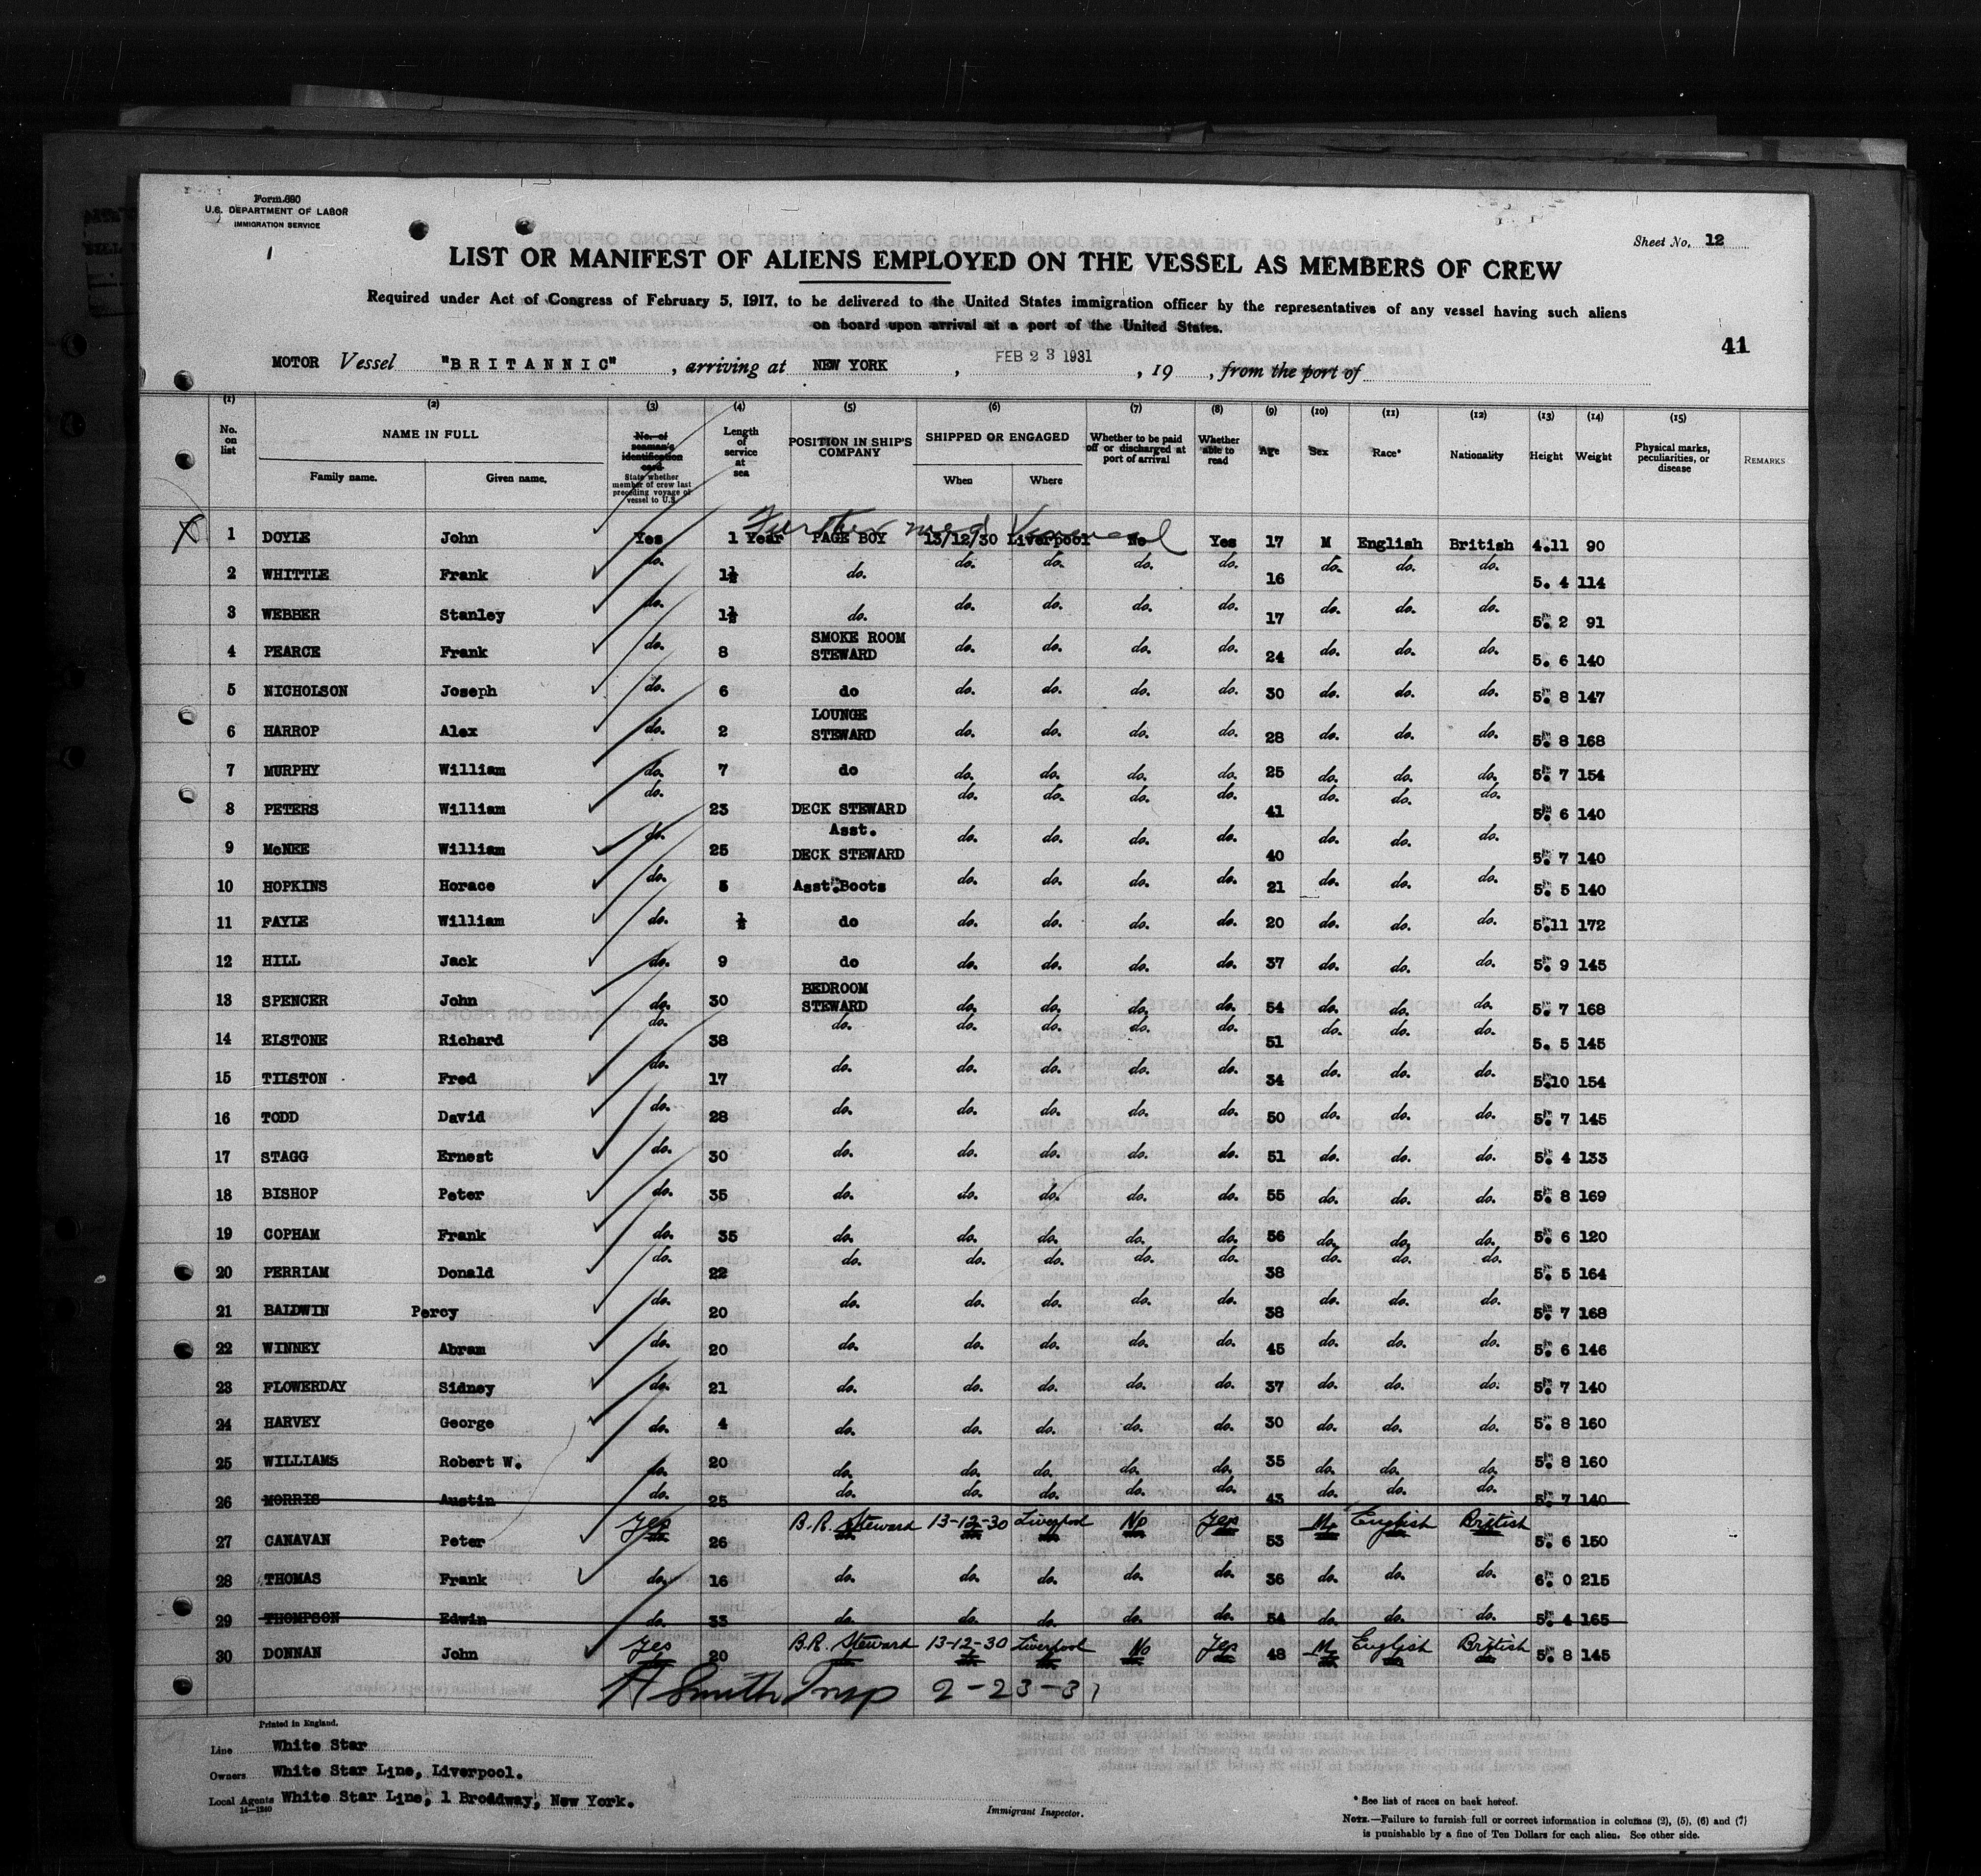 Form 680
U.S. DEPARTMENT OF LABOR
IMMIGRATION SERVICE
Sheet No. 12
LIST OR MANIFEST OF ALIENS EMPLOYED ON THE VESSEL AS MEMBERS OF CREW
Required under Act of Congress of February 5, 1917, to be delivered to the United States immigration officer by the representatives of any vessel having such aliens
on board upon arrival at a port of the United States.
41
MOTOR Vessel "BRITANNIC", arriving at NEW YORK, FEB 23 1931, 19 , from the port of
(1) (2) (3) (4) (5) (6) (7) (8) (9) (10) (11) (12) (13) (14) (15)
No. on list
NAME IN FULL
Family name. Given name.
No. of seaman's identification card
State whether member of crew last preceding voyage of vessel to U.S.
Length of service at sea
POSITION IN SHIP'S COMPANY
SHIPPED OR ENGAGED
When Where
Whether to be paid off or discharged at port of arrival
Whether able to read
Age Sex Race* Nationality Height Weight
Physical marks, peculiarities, or disease
REMARKS
Further
X 1 DOYLE John Yes 1 Year PAGE BOY 13/12/30 Liverpool No Yes 17 M English British 4.11 90
2 WHITTLE Frank do. 1½ do. do. do. do. do. 16 do. do. do. 5. 4 114
3 WEBBER Stanley do. 1½ do. do. do. do. do. 17 do. do. do. 5. 2 91
4 PEARCE Frank do. 8 SMOKE ROOM STEWARD do. do. do. do. 24 do. do. do. 5. 6 140
5 NICHOLSON Joseph do. 6 do do. do. do. do. 30 do. do. do. 5. 8 147
6 HARROP Alex do. 2 LOUNGE STEWARD do. do. do. do. 28 do. do. do. 5. 8 168
7 MURPHY William do. 7 do do. do. do. do. 25 do. do. do. 5. 7 154
8 PETERS William do. 23 DECK STEWARD do. do. do. do. 41 do. do. do. 5. 6 140
9 McNEE William do. 25 Asst. DECK STEWARD do. do. do. do. 40 do. do. do. 5. 7 140
10 HOPKINS Horace do. 5 Asst.Boots do. do. do. do. 21 do. do. do. 5. 5 140
11 FAYLE William do. ½ do do. do. do. do. 20 do. do. do. 5.11 172
12 HILL Jack do. 9 do do. do. do. do. 37 do. do. do. 5. 9 145
13 SPENCER John do. 30 BEDROOM STEWARD do. do. do. do. 54 do. do. do. 5. 7 168
14 ELSTONE Richard do. 38 do. do. do. do. do. 51 do. do. do. 5. 5 145
15 TILSTON Fred do. 17 do. do. do. do. do. 34 do. do. do. 5.10 154
16 TODD David do. 28 do. do. do. do. do. 50 do. do. do. 5. 7 145
17 STAGG Ernest do. 30 do. do. do. do. do. 51 do. do. do. 5. 4 133
18 BISHOP Peter do. 35 do. do. do. do. do. 55 do. do. do. 5. 8 169
19 COPHAM Frank do. 35 do. do. do. do. do. 56 do. do. do. 5. 6 120
20 PERRIAM Donald do. 22 do. do. do. do. do. 38 do. do. do. 5. 5 164
21 BALDWIN Percy do. 20 do. do. do. do. do. 38 do. do. do. 5. 7 168
22 WINNEY Abram do. 20 do. do. do. do. do. 45 do. do. do. 5. 6 146
23 FLOWERDAY Sidney do. 21 do. do. do. do. do. 37 do. do. do. 5. 7 140
24 HARVEY George do. 4 do. do. do. do. do. 30 do. do. do. 5. 8 160
25 WILLIAMS Robert W. do. 20 do. do. do. do. do. 35 do. do. do. 5. 8 160
26 MORRIS Austin do. 25 do. do. do. do. do. 43 do. do. do. 5. 7 140
27 CANAVAN Peter Yes 26 B.R. Steward 13-12-30 Liverpool No Yes 53 M English British 5. 6 150
28 THOMAS Frank do. 16 do. do. do. do. do. 36 do. do. do. 6. 0 215
29 THOMPSON Edwin do. 33 do. do. do. do. do. 54 do. do. do. 5. 4 165
30 DONNAN John Yes 20 B.R. Steward 13-12-30 Liverpool No Yes 48 M English British 5. 8 145
H Smith Insp 2-23-31
Printed in England.
Line White Star
Owners White Star Line, Liverpool.
Local Agents White Star Line, 1 Broadway, New York.
14-1240
Immigrant Inspector.
* See list of races on back hereof.
NOTE.—Failure to furnish full or correct information in columns (2), (5), (6) and (7)
is punishable by a fine of Ten Dollars for each alien. See other side.